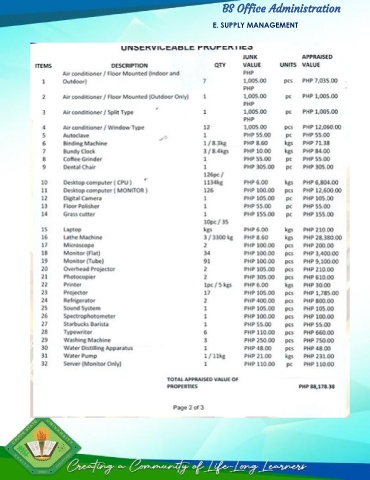 BS Office Administration
E. SUPPLY MANAGEMENT
UNSERVICEABLE PROPERTIES
ITEMS DESCRIPTION QTY JUNK VALUE UNITS APPRAISED VALUE
1 Air conditioner / Floor Mounted (Indoor and Outdoor) 7 PHP 1,005.00 pcs PHP 7,035.00
2 Air conditioner / Floor Mounted (Outdoor Only) 1 PHP 1,005.00 pc PHP 1,005.00
3 Air conditioner / Split Type 1 PHP 1,005.00 pc PHP 1,005.00
4 Air conditioner / Window Type 12 PHP 1,005.00 pcs PHP 12,060.00
5 Autoclave 1 PHP 55.00 pc PHP 55.00
6 Binding Machine 1 / 8.3kg PHP 8.60 kgs PHP 71.38
7 Bundy Clock 3 / 8.4kgs PHP 10.00 kgs PHP 84.00
8 Coffee Grinder 1 PHP 55.00 pc PHP 55.00
9 Dental Chair 1 PHP 305.00 pc PHP 305.00
10 Desktop computer ( CPU ) 126pc / 1134kg PHP 6.00 kgs PHP 6,804.00
11 Desktop computer ( MONITOR ) 126 PHP 100.00 pcs PHP 12,600.00
12 Digital Camera 1 PHP 105.00 pc PHP 105.00
13 Floor Polisher 1 PHP 55.00 pc PHP 55.00
14 Grass cutter 1 PHP 155.00 pc PHP 155.00
15 Laptop 10pc / 35 kgs PHP 6.00 kgs PHP 210.00
16 Lathe Machine 3 / 3300 kg PHP 8.60 kgs PHP 28,380.00
17 Microscope 2 PHP 100.00 pcs PHP 200.00
18 Monitor (Flat) 34 PHP 100.00 pcs PHP 3,400.00
19 Monitor (Tube) 91 PHP 100.00 pcs PHP 9,100.00
20 Overhead Projector 2 PHP 105.00 pcs PHP 210.00
21 Photocopier 2 PHP 305.00 pcs PHP 610.00
22 Printer 1pc / 5 kgs PHP 6.00 kgs PHP 30.00
23 Projector 17 PHP 105.00 pcs PHP 1,785.00
24 Refrigerator 2 PHP 400.00 pcs PHP 800.00
25 Sound System 1 PHP 105.00 pcs PHP 105.00
26 Spectrophotometer 1 PHP 100.00 pcs PHP 100.00
27 Starbucks Barista 1 PHP 55.00 pcs PHP 55.00
28 Typewriter 6 PHP 110.00 pcs PHP 660.00
29 Washing Machine 3 PHP 250.00 pcs PHP 750.00
30 Water Distilling Apparatus 1 PHP 48.00 pcs PHP 48.00
31 Water Pump 1 / 11kg PHP 21.00 kgs PHP 231.00
32 Server (Monitor Only) 1 PHP 110.00 pc PHP 110.00
TOTAL APPRAISED VALUE OF PROPERTIES PHP 88,178.38
Page 2 of 3
Creating a Community of Life-Long Learners